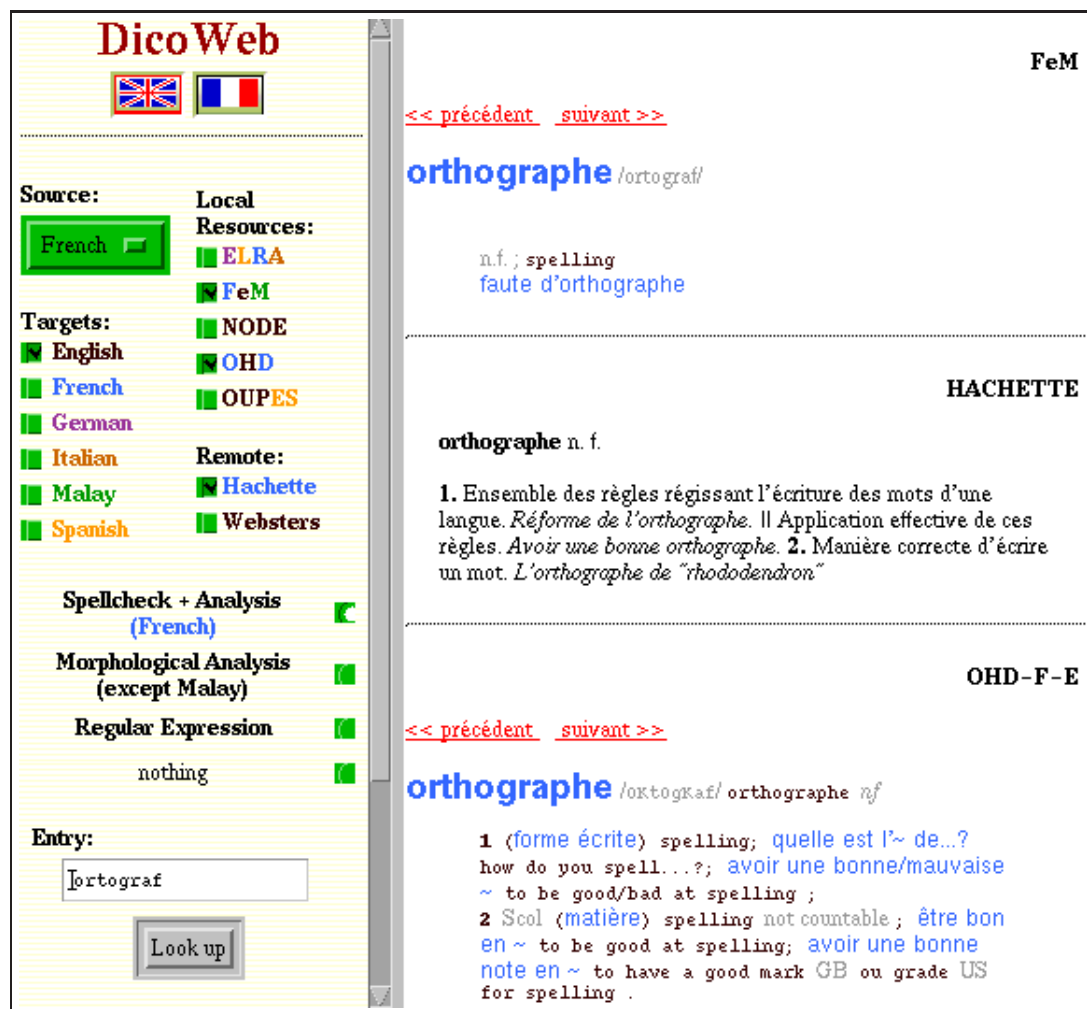 DicoWeb
Source:
French
Targets:
English
French
German
Italian
Malay
Spanish
Local
Resources:
ELRA
FeM
NODE
OHD
OUPES
Remote:
Hachette
Websters
Spellcheck + Analysis
(French)
Morphological Analysis
(except Malay)
Regular Expression
nothing
Entry:
ortograf
Look up
FeM
<< précédent suivant >>
orthographe /ortograf/
n.f. ; spelling
faute d'orthographe
HACHETTE
orthographe n. f.
1. Ensemble des règles régissant l'écriture des mots d'une
langue. Réforme de l'orthographe. || Application effective de ces
règles. Avoir une bonne orthographe. 2. Manière correcte d'écrire
un mot. L'orthographe de "rhododendron"
OHD-F-E
<< précédent suivant >>
orthographe /oʀtogʀaf/ orthographe nf
1 (forme écrite) spelling; quelle est l'~ de...?
how do you spell...?; avoir une bonne/mauvaise
~ to be good/bad at spelling ;
2 Scol (matière) spelling not countable ; être bon
en ~ to be good at spelling; avoir une bonne
note en ~ to have a good mark GB ou grade US
for spelling .